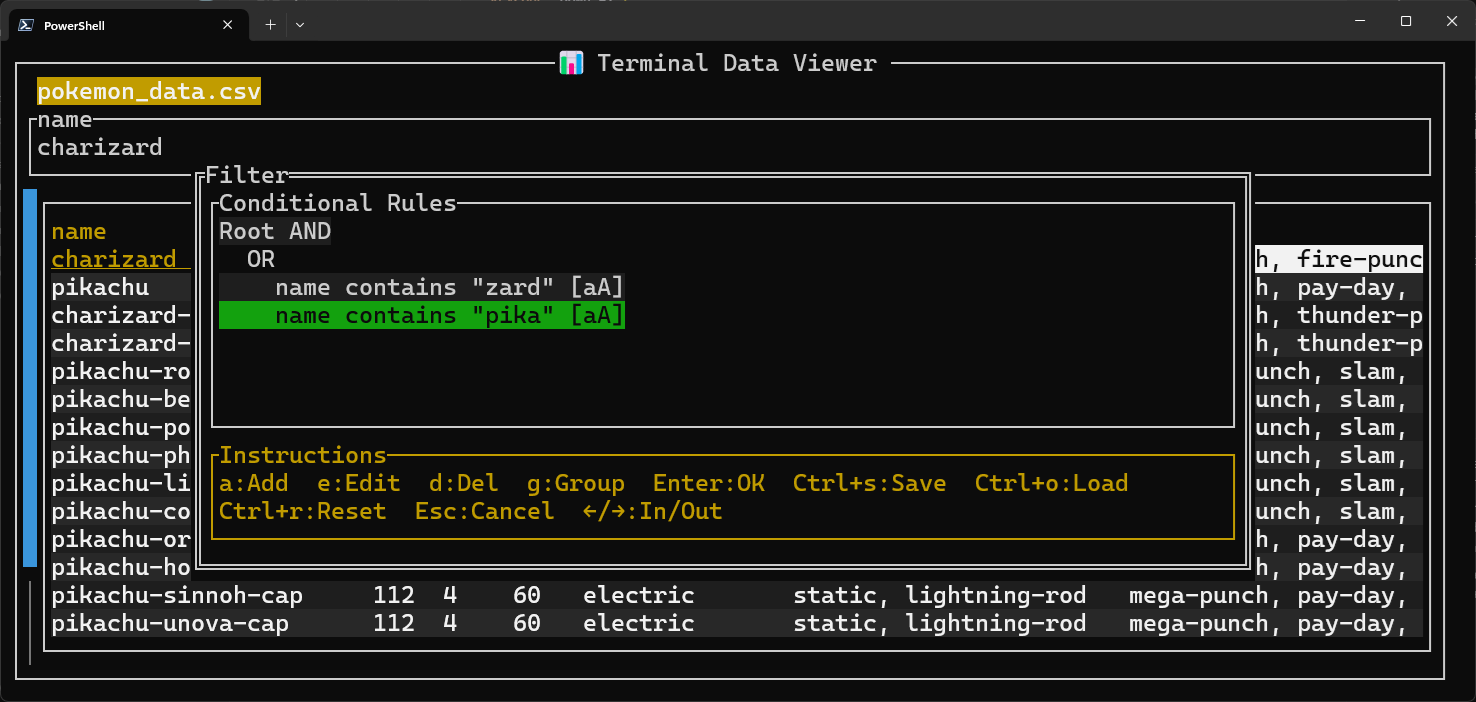 PowerShell
Terminal Data Viewer
pokemon_data.csv
name
charizard
Filter
Conditional Rules
Root AND
OR
name contains "zard" [aA]
name contains "pika" [aA]
Instructions
a:Add e:Edit d:Del g:Group Enter:OK Ctrl+s:Save Ctrl+o:Load
Ctrl+r:Reset Esc:Cancel ←/→:In/Out
name
charizard h, fire-punc
pikachu h, pay-day,
charizard- h, thunder-p
charizard- h, thunder-p
pikachu-ro unch, slam,
pikachu-be unch, slam,
pikachu-po unch, slam,
pikachu-ph unch, slam,
pikachu-li unch, slam,
pikachu-co unch, slam,
pikachu-or h, pay-day,
pikachu-ho h, pay-day,
pikachu-sinnoh-cap 112 4 60 electric static, lightning-rod mega-punch, pay-day,
pikachu-unova-cap 112 4 60 electric static, lightning-rod mega-punch, pay-day,